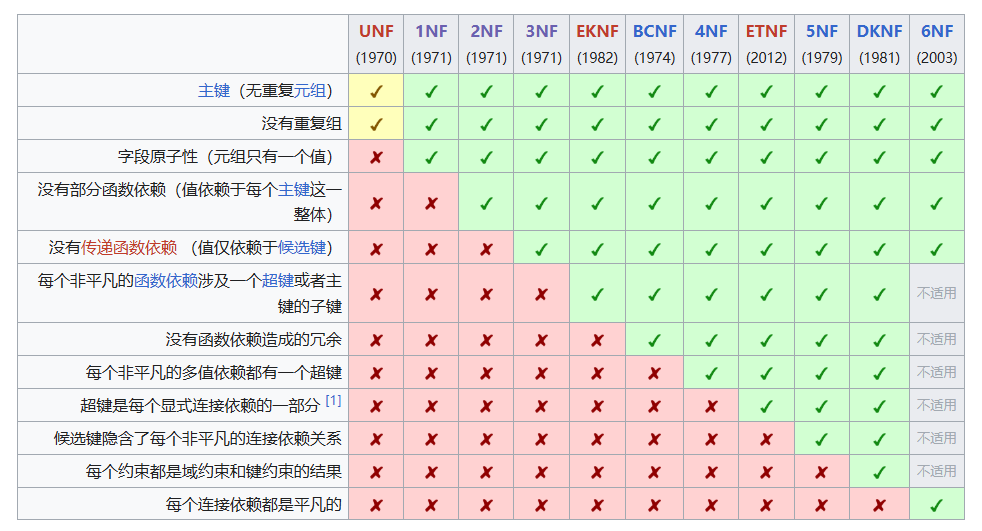 UNF 1NF 2NF 3NF EKNF BCNF 4NF ETNF 5NF DKNF 6NF
(1970) (1971) (1971) (1971) (1982) (1974) (1977) (2012) (1979) (1981) (2003)
主键（无重复元组） ✓ ✓ ✓ ✓ ✓ ✓ ✓ ✓ ✓ ✓ ✓
没有重复组 ✓ ✓ ✓ ✓ ✓ ✓ ✓ ✓ ✓ ✓ ✓
字段原子性（元组只有一个值） ✗ ✓ ✓ ✓ ✓ ✓ ✓ ✓ ✓ ✓ ✓
没有部分函数依赖（值依赖于每个主键这一
整体） ✗ ✗ ✓ ✓ ✓ ✓ ✓ ✓ ✓ ✓ ✓
没有传递函数依赖 （值仅依赖于候选键） ✗ ✗ ✗ ✓ ✓ ✓ ✓ ✓ ✓ ✓ ✓
每个非平凡的函数依赖涉及一个超键或者主
键的子键 ✗ ✗ ✗ ✗ ✓ ✓ ✓ ✓ ✓ ✓ 不适用
没有函数依赖造成的冗余 ✗ ✗ ✗ ✗ ✗ ✓ ✓ ✓ ✓ ✓ 不适用
每个非平凡的多值依赖都有一个超键 ✗ ✗ ✗ ✗ ✗ ✗ ✓ ✓ ✓ ✓ 不适用
超键是每个显式连接依赖的一部分 [1] ✗ ✗ ✗ ✗ ✗ ✗ ✗ ✓ ✓ ✓ 不适用
候选键隐含了每个非平凡的连接依赖关系 ✗ ✗ ✗ ✗ ✗ ✗ ✗ ✗ ✓ ✓ 不适用
每个约束都是域约束和键约束的结果 ✗ ✗ ✗ ✗ ✗ ✗ ✗ ✗ ✗ ✓ 不适用
每个连接依赖都是平凡的 ✗ ✗ ✗ ✗ ✗ ✗ ✗ ✗ ✗ ✗ ✓